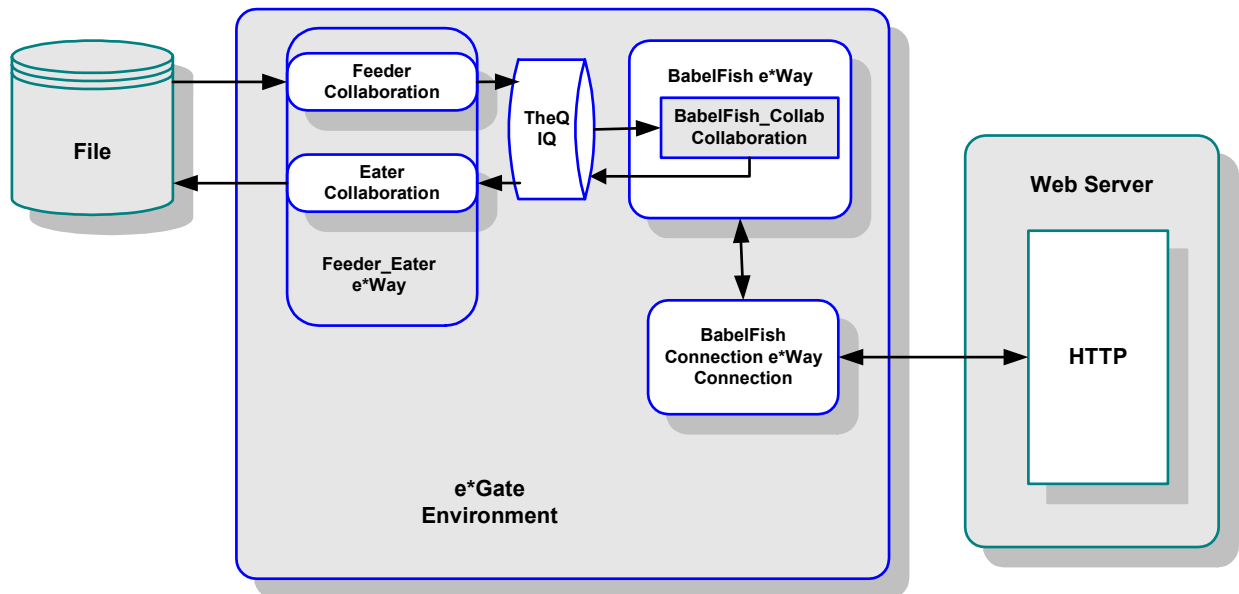 File
Feeder
Collaboration
Eater
Collaboration
Feeder_Eater
e*Way
TheQ
IQ
BabelFish e*Way
BabelFish_Collab
Collaboration
BabelFish
Connection e*Way
Connection
e*Gate
Environment
Web Server
HTTP